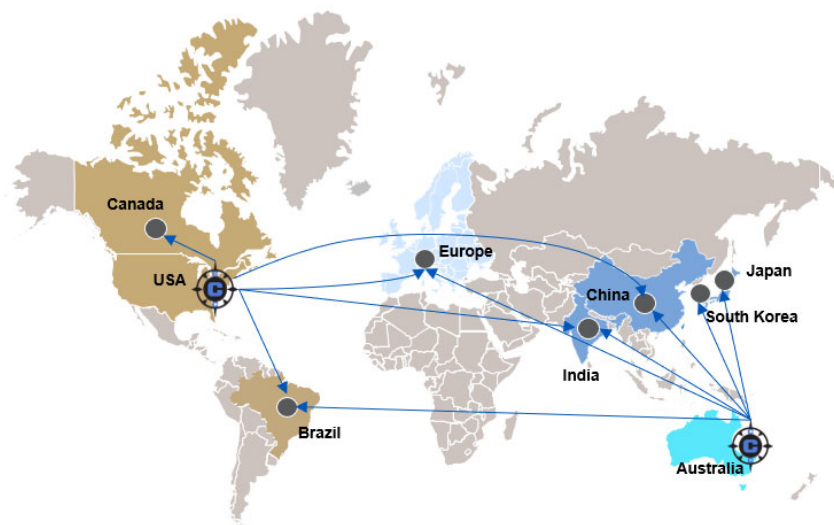 Canada
USA
Europe
Japan
China
South Korea
India
Brazil
Australia
C
C